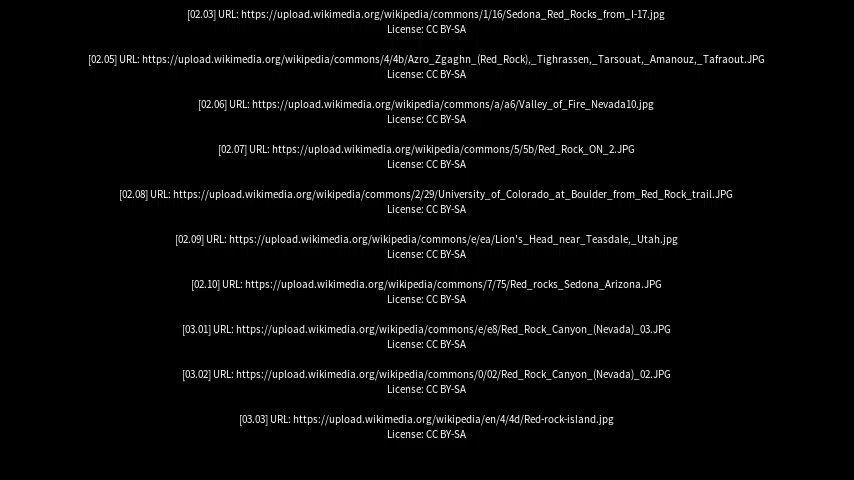 [02.03] URL: https://upload.wikimedia.org/wikipedia/commons/1/16/Sedona_Red_Rocks_from_I-17.jpg
License: CC BY-SA
[02.05] URL: https://upload.wikimedia.org/wikipedia/commons/4/4b/Azro_Zgaghn_(Red_Rock),_Tighrassen,_Tarsouat,_Amanouz,_Tafraout.JPG
License: CC BY-SA
[02.06] URL: https://upload.wikimedia.org/wikipedia/commons/a/a6/Valley_of_Fire_Nevada10.jpg
License: CC BY-SA
[02.07] URL: https://upload.wikimedia.org/wikipedia/commons/5/5b/Red_Rock_ON_2.JPG
License: CC BY-SA
[02.08] URL: https://upload.wikimedia.org/wikipedia/commons/2/29/University_of_Colorado_at_Boulder_from_Red_Rock_trail.JPG
License: CC BY-SA
[02.09] URL: https://upload.wikimedia.org/wikipedia/commons/e/ea/Lion's_Head_near_Teasdale,_Utah.jpg
License: CC BY-SA
[02.10] URL: https://upload.wikimedia.org/wikipedia/commons/7/75/Red_rocks_Sedona_Arizona.JPG
License: CC BY-SA
[03.01] URL: https://upload.wikimedia.org/wikipedia/commons/e/e8/Red_Rock_Canyon_(Nevada)_03.JPG
License: CC BY-SA
[03.02] URL: https://upload.wikimedia.org/wikipedia/commons/0/02/Red_Rock_Canyon_(Nevada)_02.JPG
License: CC BY-SA
[03.03] URL: https://upload.wikimedia.org/wikipedia/en/4/4d/Red-rock-island.jpg
License: CC BY-SA